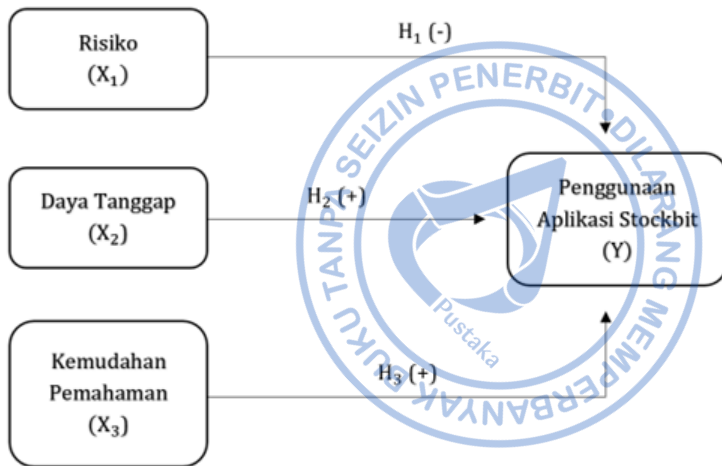 Risiko
(X₁)
H₁ (-)
Daya Tanggap
(X₂)
H₂ (+)
Penggunaan
Aplikasi Stockbit
(Y)
Kemudahan
Pemahaman
(X₃)
H₃ (+)
DILARANG MEMPERBANYAK BUKU TANPA SEIZIN PENERBIT•
Pustaka